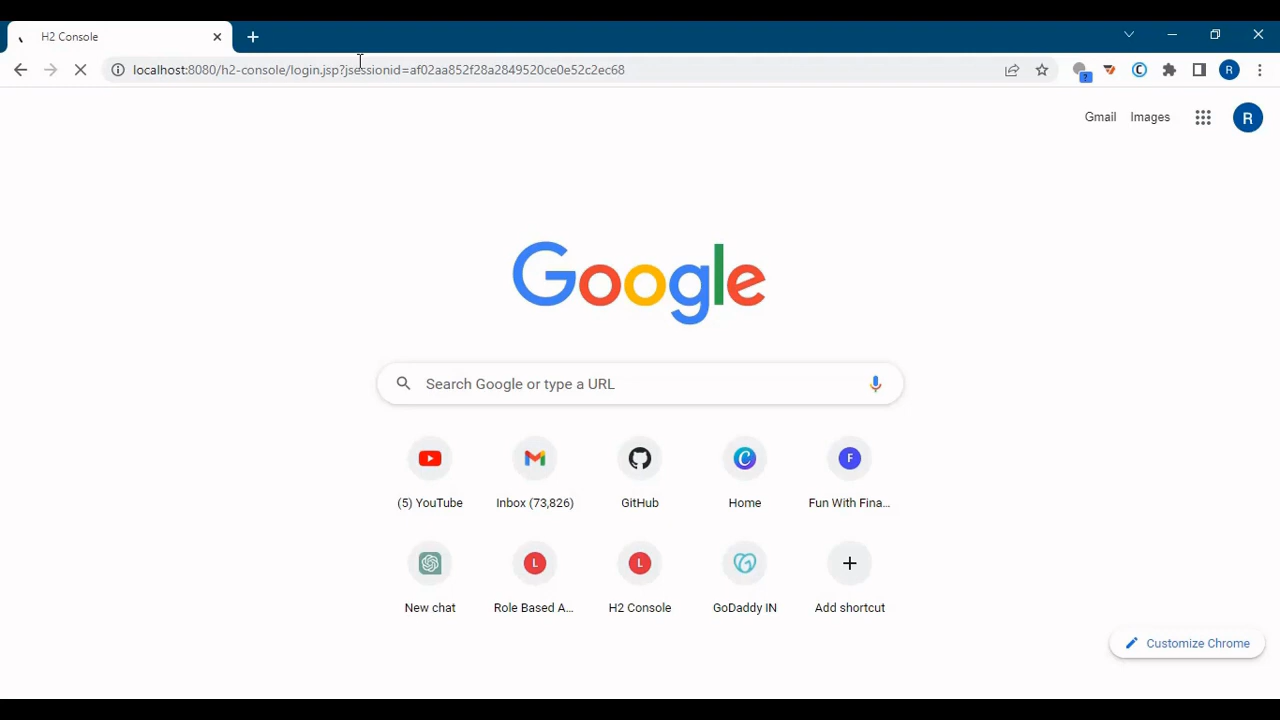 H2 Console
localhost:8080/h2-console/login.jsp?jsessionid=af02aa852f28a2849520ce0e52c2ec68
?
C
R
Gmail
Images
R
Google
Search Google or type a URL
C
F
(5) YouTube
Inbox (73,826)
GitHub
Home
Fun With Fina...
L
L
New chat
Role Based A...
H2 Console
GoDaddy IN
Add shortcut
Customize Chrome